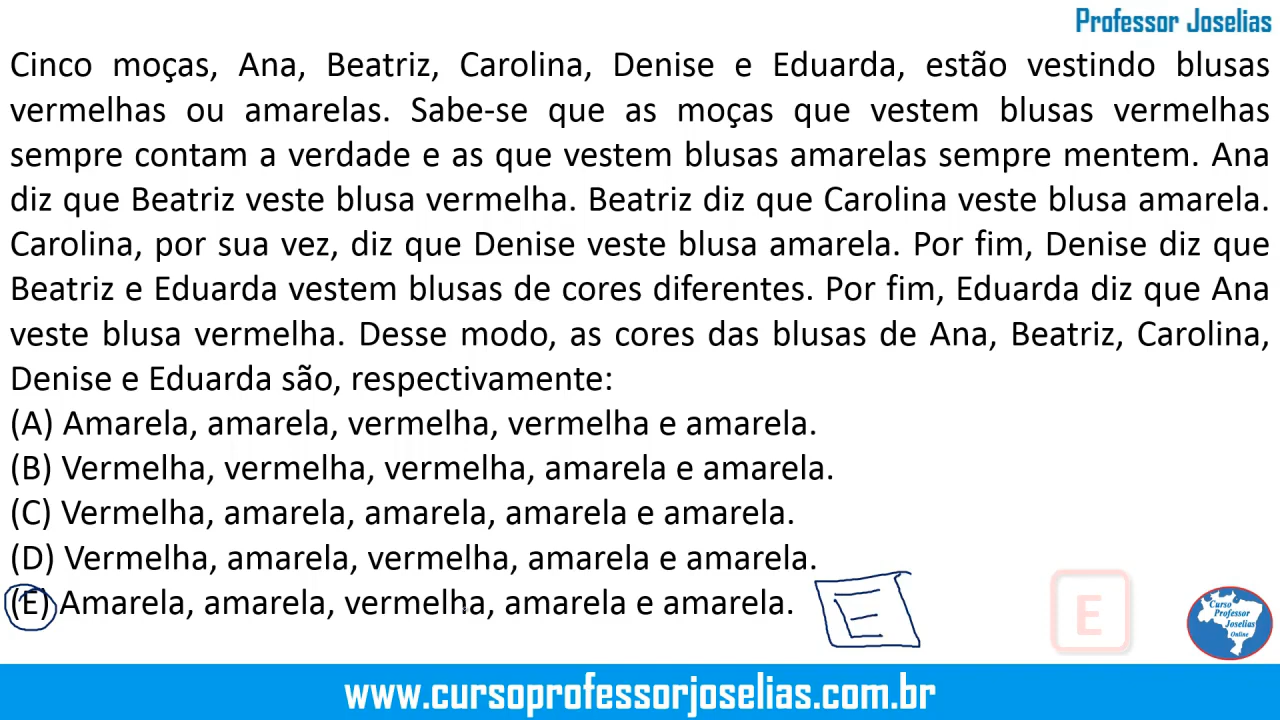 Professor Joselias
Cinco moças, Ana, Beatriz, Carolina, Denise e Eduarda, estão vestindo blusas
vermelhas ou amarelas. Sabe-se que as moças que vestem blusas vermelhas
sempre contam a verdade e as que vestem blusas amarelas sempre mentem. Ana
diz que Beatriz veste blusa vermelha. Beatriz diz que Carolina veste blusa amarela.
Carolina, por sua vez, diz que Denise veste blusa amarela. Por fim, Denise diz que
Beatriz e Eduarda vestem blusas de cores diferentes. Por fim, Eduarda diz que Ana
veste blusa vermelha. Desse modo, as cores das blusas de Ana, Beatriz, Carolina,
Denise e Eduarda são, respectivamente:
(A) Amarela, amarela, vermelha, vermelha e amarela.
(B) Vermelha, vermelha, vermelha, amarela e amarela.
(C) Vermelha, amarela, amarela, amarela e amarela.
(D) Vermelha, amarela, vermelha, amarela e amarela.
(E) Amarela, amarela, vermelha, amarela e amarela.
E
E
Curso
Professor
Joselias
Online
www.cursoprofessorjoselias.com.br